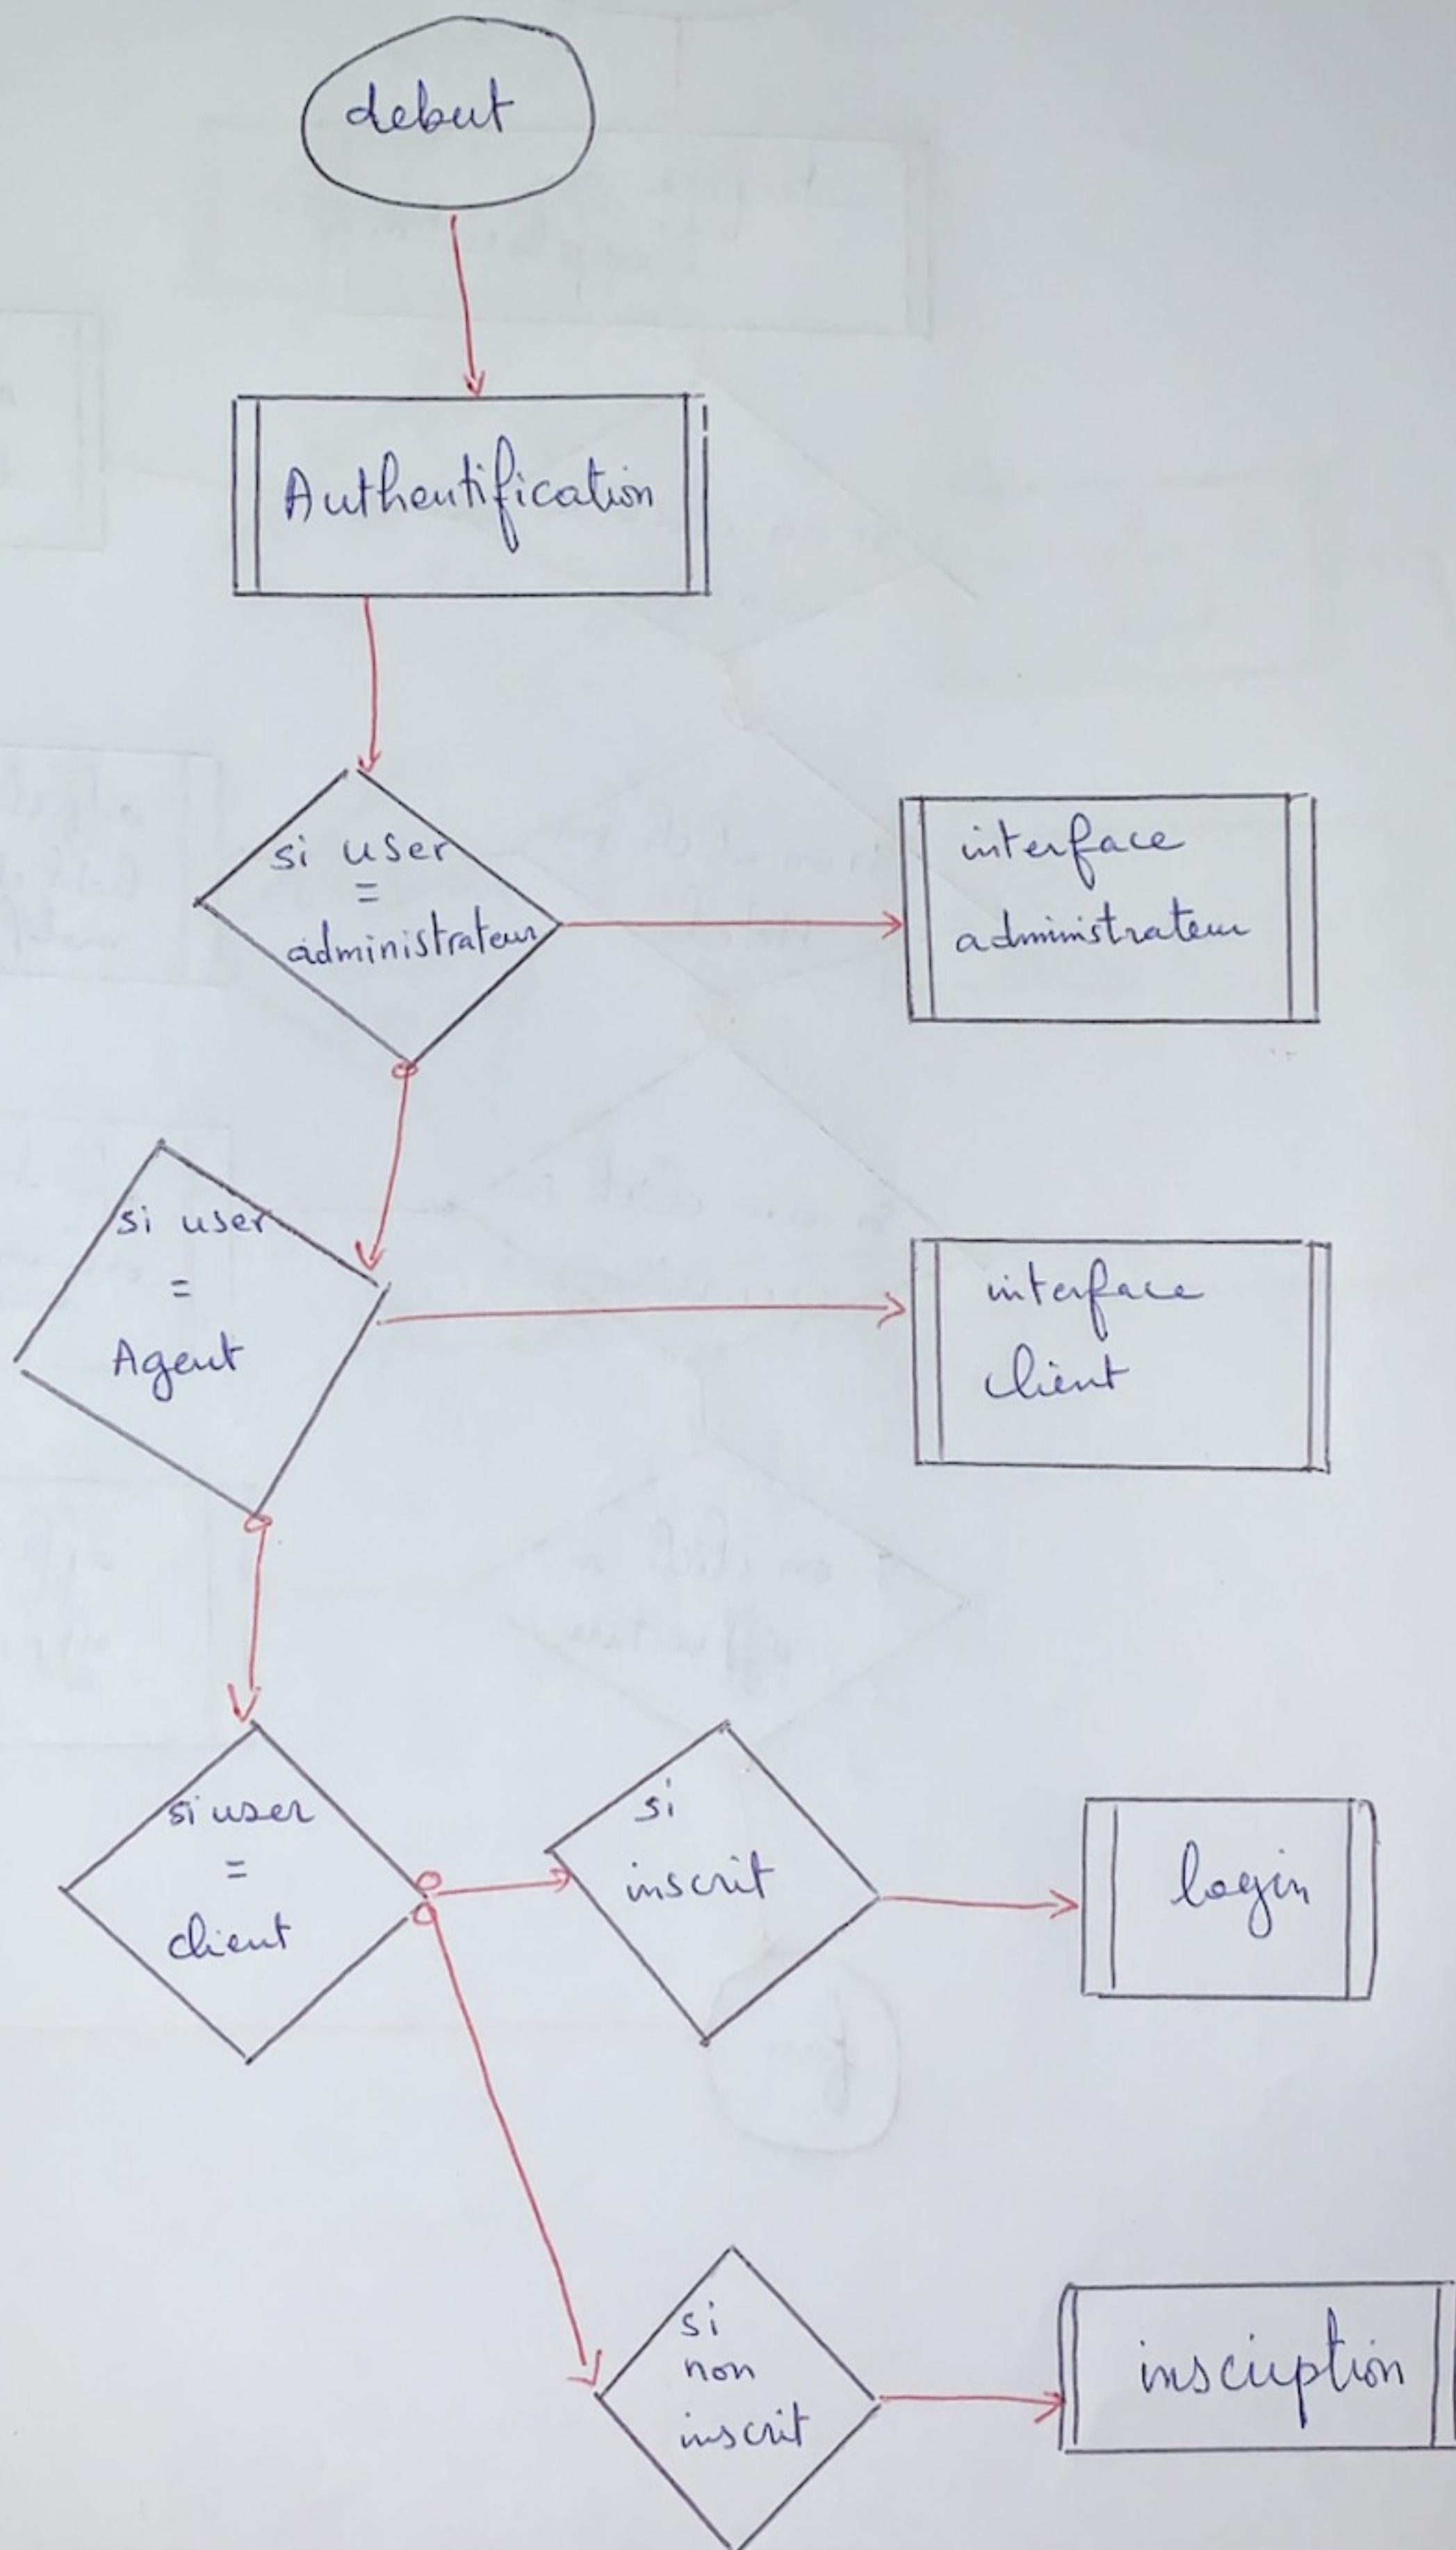 debut
Authentification
si user
=
administrateur
interface
administrateur
si user
=
Agent
interface
client
si user
=
client
si
inscrit
login
si
non
inscrit
inscription